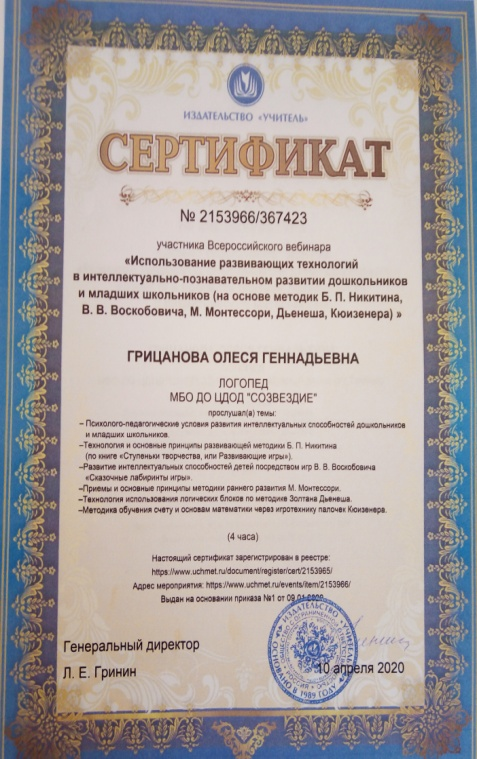 ИЗДАТЕЛЬСТВО «УЧИТЕЛЬ»
СЕРТИФИКАТ
№ 2153966/367423
участника Всероссийского вебинара
«Использование развивающих технологий
в интеллектуально-познавательном развитии дошкольников
и младших школьников (на основе методик Б. П. Никитина,
В. В. Воскобовича, М. Монтессори, Дьенеша, Кюизенера) »
ГРИЦАНОВА ОЛЕСЯ ГЕННАДЬЕВНА
ЛОГОПЕД
МБО ДО ЦДОД "СОЗВЕЗДИЕ"
прослушал(а) темы:
– Психолого-педагогические условия развития интеллектуальных способностей дошкольников
и младших школьников.
–Технология и основные принципы развивающей методики Б. П. Никитина
(по книге «Ступеньки творчества, или Развивающие игры»).
–Развитие интеллектуальных способностей детей посредством игр В. В. Воскобовича
«Сказочные лабиринты игры».
–Приемы и основные принципы методики раннего развития М. Монтессори.
–Технология использования логических блоков по методике Золтана Дьенеша.
–Методика обучения счету и основам математики через игротехнику палочек Кюизенера.
(4 часа)
Настоящий сертификат зарегистрирован в реестре:
https://www.uchmet.ru/document/register/cert/2153965/
Адрес мероприятия: https://www.uchmet.ru/events/item/2153966/
Выдан на основании приказа №1 от 09.01.2020
Генеральный директор
Л. Е. Гринин
10 апреля 2020
ИЗДАТЕЛЬСТВО «УЧИТЕЛЬ»
В 1989 ГОДУ